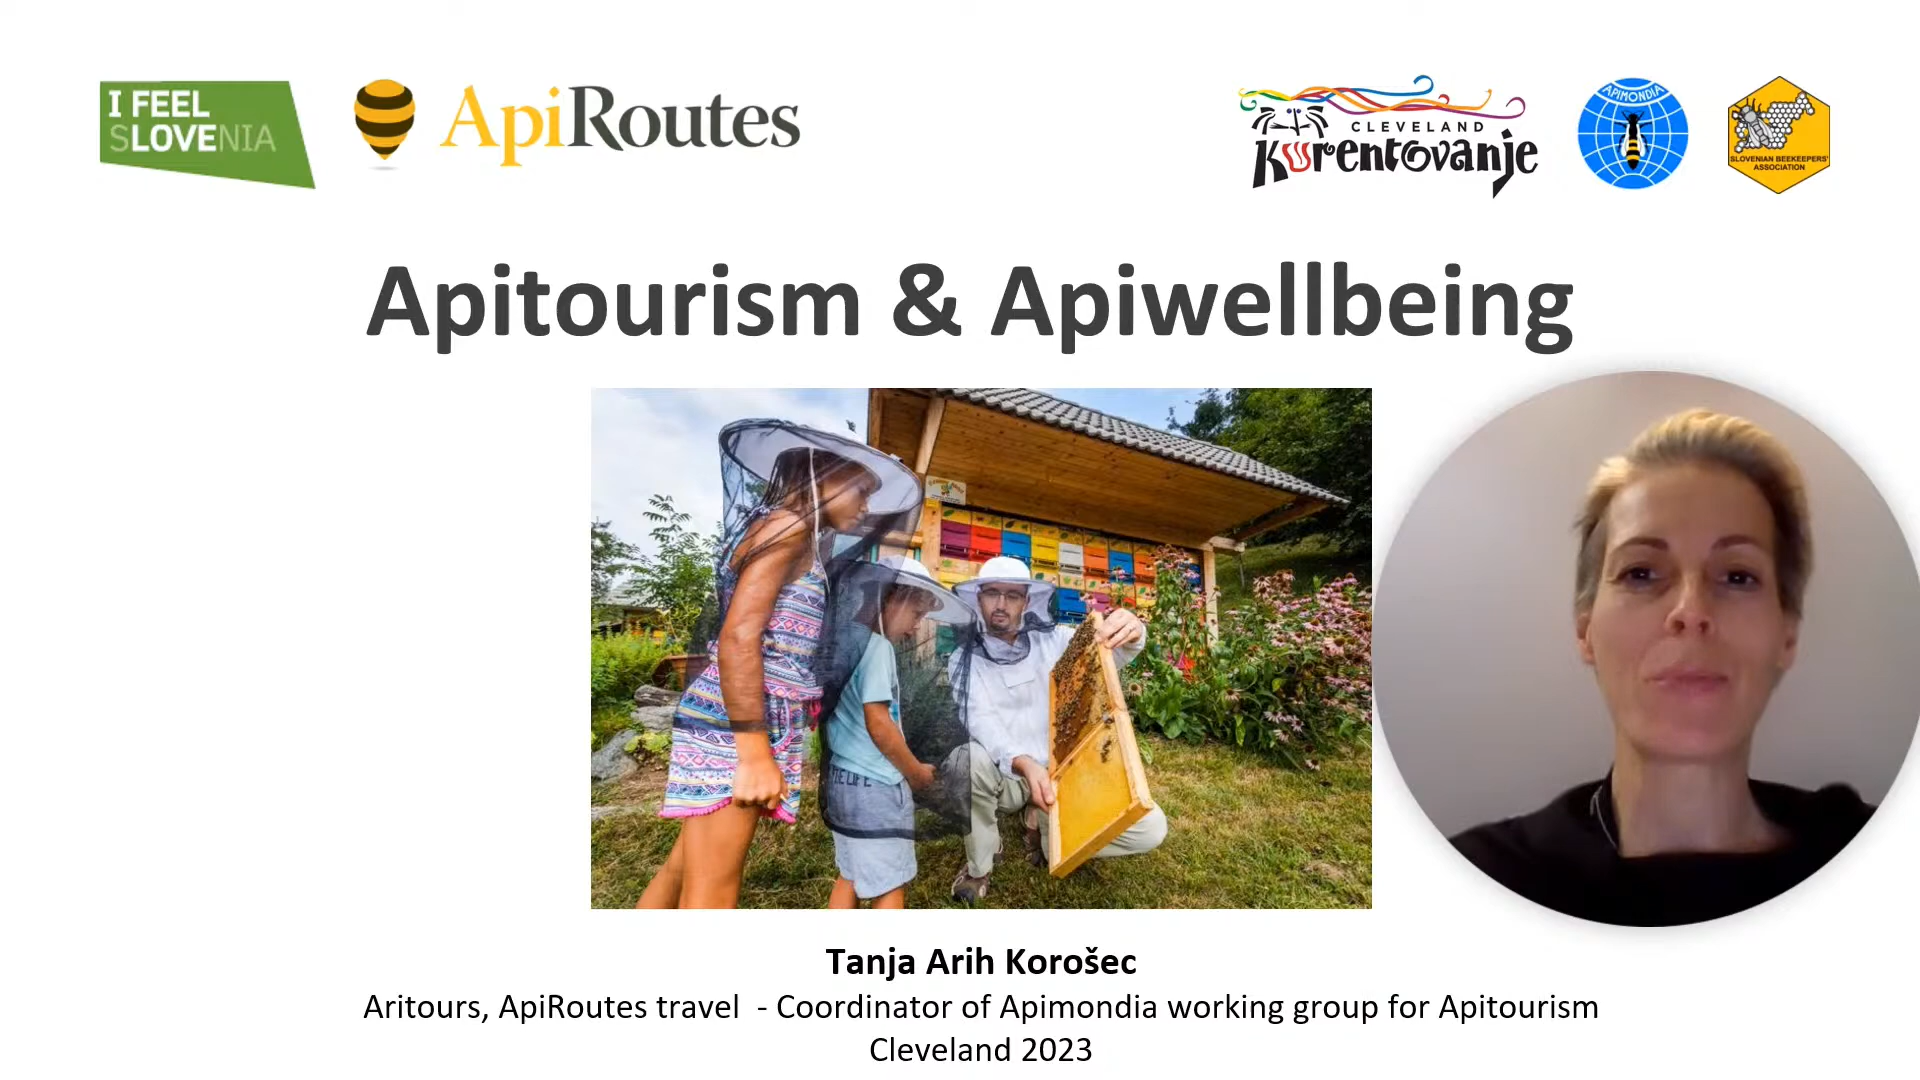 I FEEL
SLOVENIA
ApiRoutes
CLEVELAND
Kurentovanje
APIMONDIA
SLOVENIAN BEEKEEPERS'
ASSOCIATION
Apitourism & Apiwellbeing
Tanja Arih Korošec
Aritours, ApiRoutes travel - Coordinator of Apimondia working group for Apitourism
Cleveland 2023